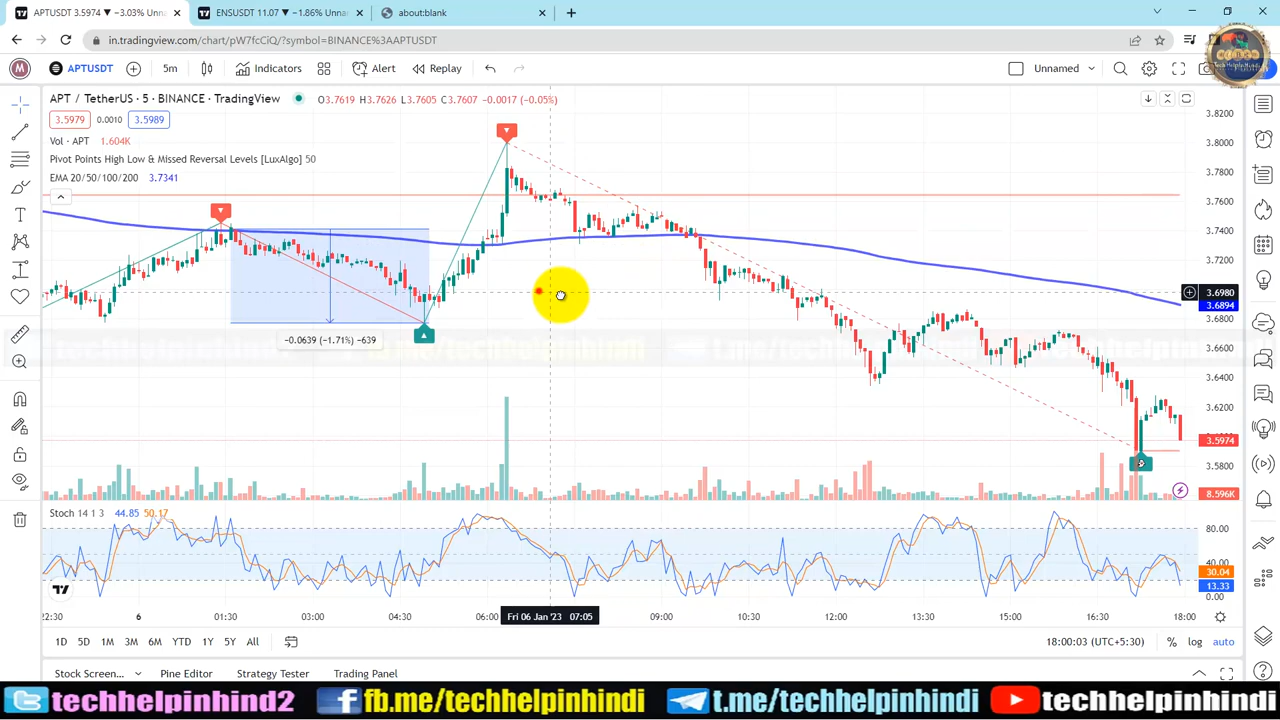 APTUSDT 3.5974 ▼ −3.03% Unna
ENSUSDT 11.07 ▼ −1.86% Unnam
about:blank
in.tradingview.com/chart/pW7fcCiQ/?symbol=BINANCE%3AAPTUSDT
M
APTUSDT
5m
Indicators
Alert
Replay
Unnamed
APT / TetherUS · 5 · BINANCE · TradingView
O3.7619 H3.7626 L3.7605 C3.7607 −0.0017 (−0.05%)
3.5979 0.0010 3.5989
Vol · APT 1.604K
Pivot Points High Low & Missed Reversal Levels [LuxAlgo] 50
EMA 20/50/100/200 3.7341
3.8200
3.8000
3.7800
3.7600
3.7400
3.7200
3.6980
3.6894
3.6800
3.6600
3.6400
3.6200
3.5974
3.5800
8.596K
−0.0639 (−1.71%) −639
techhelpinhindi
t.me/techhelpinhindi
Stoch 14 1 3 44.85 50.17
80.00
40.00
30.04
13.33
0.00
22:30
6
01:30
03:00
04:30
06:00
Fri 06 Jan '23 07:05
09:00
10:30
12:00
13:30
15:00
16:30
18:00
1D 5D 1M 3M 6M YTD 1Y 5Y All
18:00:03 (UTC+5:30)
% log auto
Stock Screen...
Pine Editor
Strategy Tester
Trading Panel
techhelpinhindi2
fb.me/techhelpinhindi
t.me/techhelpinhindi
techhelpinhindi